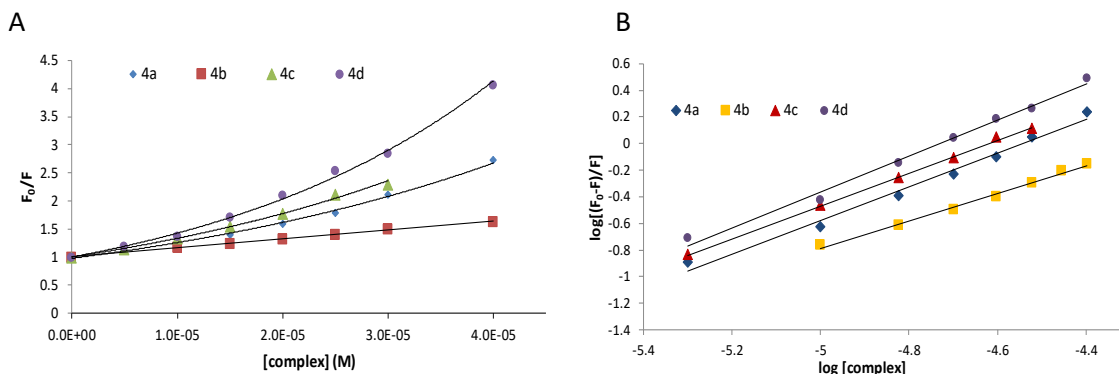 A
4a 4b 4c 4d
F₀/F
4.5
4
3.5
3
2.5
2
1.5
1
0.5
0
0.0E+00 1.0E-05 2.0E-05 3.0E-05 4.0E-05
[complex] (M)
B
4a 4b 4c 4d
log[(F₀-F)/F]
0.6
0.4
0.2
0
-0.2
-0.4
-0.6
-0.8
-1
-1.2
-1.4
-5.4 -5.2 -5 -4.8 -4.6 -4.4
log [complex]